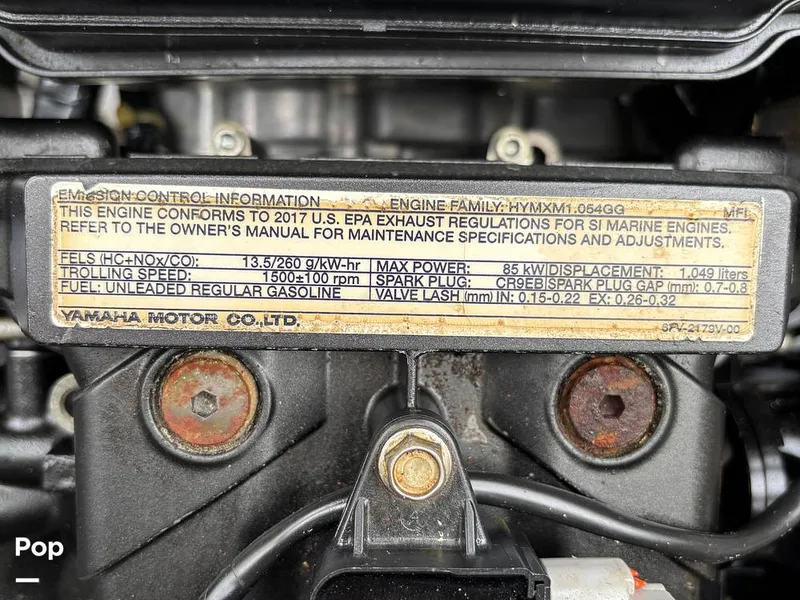 EMISSION CONTROL INFORMATION ENGINE FAMILY: HYMXM1.054GG MFI
THIS ENGINE CONFORMS TO 2017 U.S. EPA EXHAUST REGULATIONS FOR SI MARINE ENGINES.
REFER TO THE OWNER'S MANUAL FOR MAINTENANCE SPECIFICATIONS AND ADJUSTMENTS.
FELS (HC+NOx/CO): 13.5/260 g/kW-hr MAX POWER: 85 kW DISPLACEMENT: 1.049 liters
TROLLING SPEED: 1500±100 rpm SPARK PLUG: CR9EB SPARK PLUG GAP (mm): 0.7-0.8
FUEL: UNLEADED REGULAR GASOLINE VALVE LASH (mm) IN: 0.15-0.22 EX: 0.26-0.32
YAMAHA MOTOR CO.,LTD.
Pop